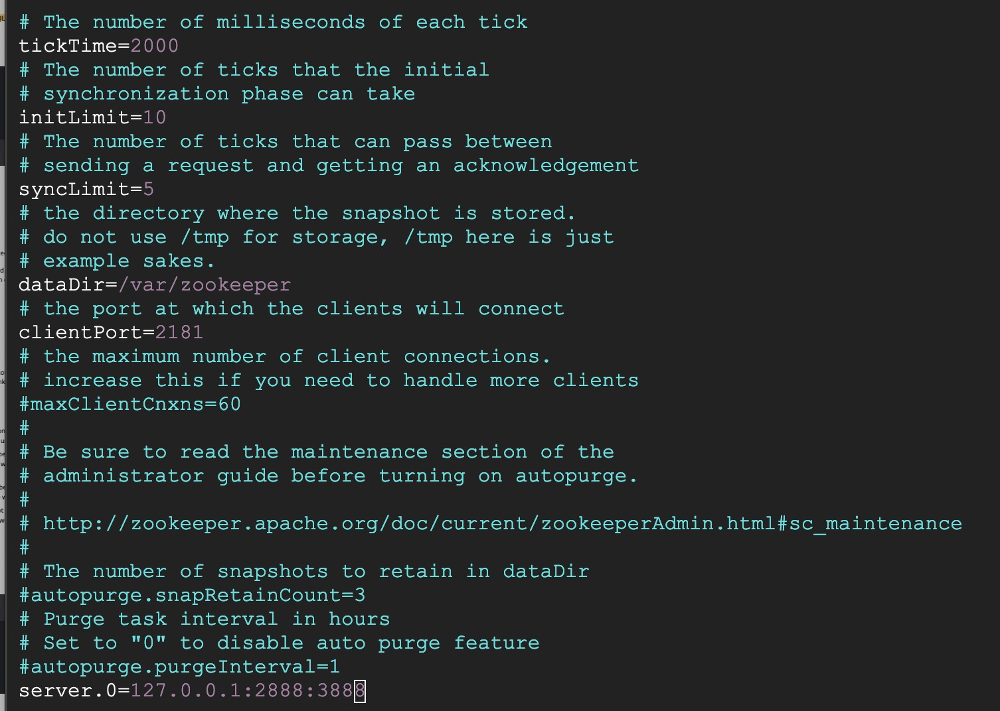 # The number of milliseconds of each tick
tickTime=2000
# The number of ticks that the initial
# synchronization phase can take
initLimit=10
# The number of ticks that can pass between
# sending a request and getting an acknowledgement
syncLimit=5
# the directory where the snapshot is stored.
# do not use /tmp for storage, /tmp here is just
# example sakes.
dataDir=/var/zookeeper
# the port at which the clients will connect
clientPort=2181
# the maximum number of client connections.
# increase this if you need to handle more clients
#maxClientCnxns=60
#
# Be sure to read the maintenance section of the
# administrator guide before turning on autopurge.
#
# http://zookeeper.apache.org/doc/current/zookeeperAdmin.html#sc_maintenance
#
# The number of snapshots to retain in dataDir
#autopurge.snapRetainCount=3
# Purge task interval in hours
# Set to "0" to disable auto purge feature
#autopurge.purgeInterval=1
server.0=127.0.0.1:2888:3888